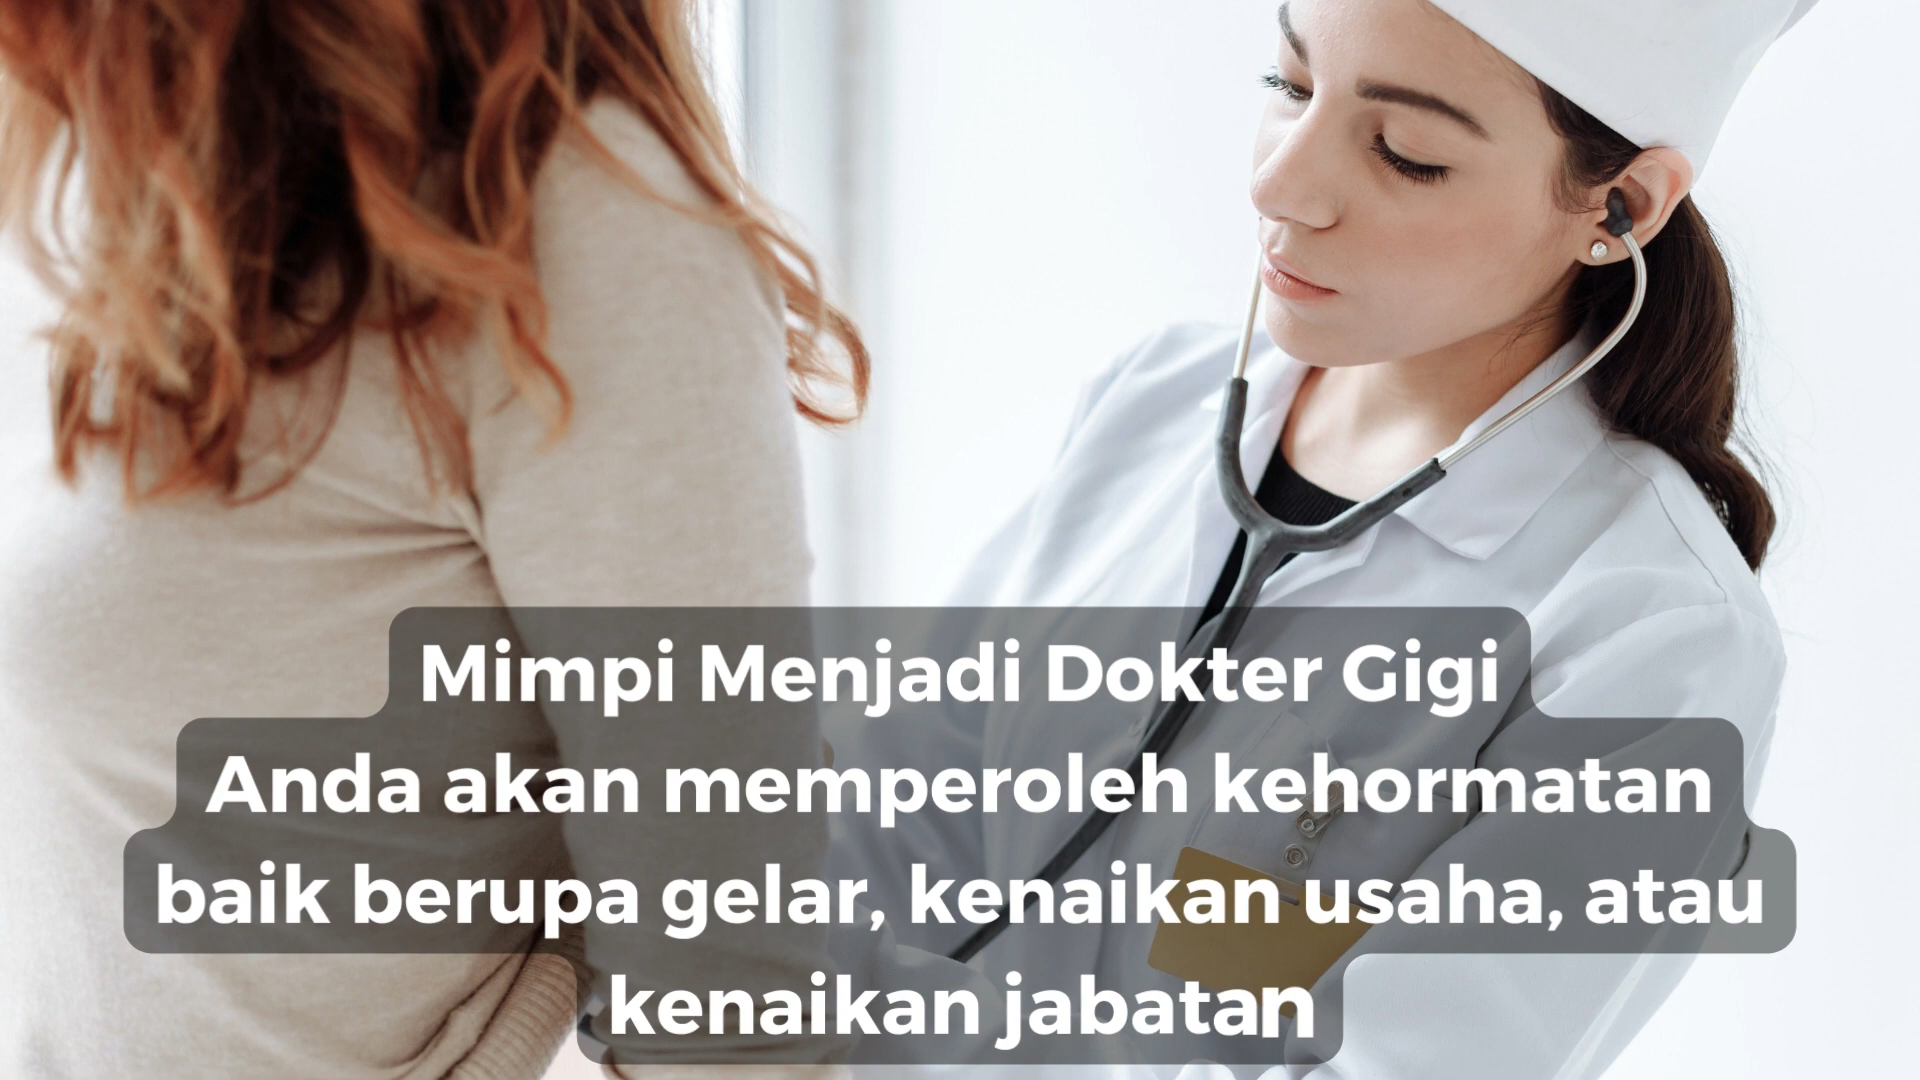 Mimpi Menjadi Dokter Gigi
Anda akan memperoleh kehormatan
baik berupa gelar, kenaikan usaha, atau
kenaikan jabatan